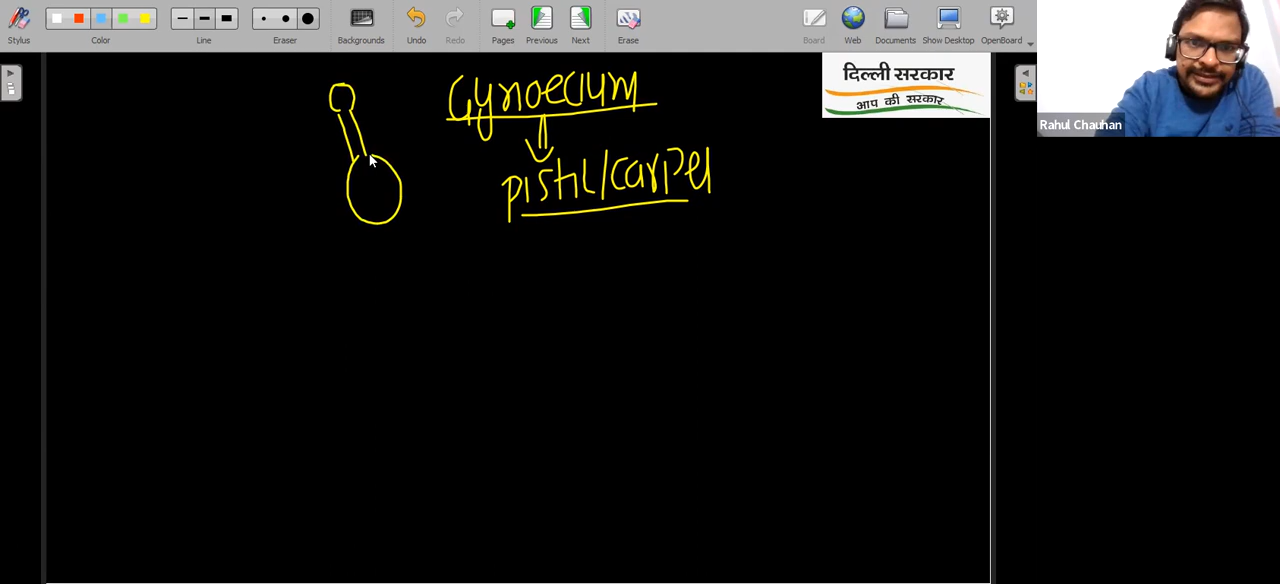 Stylus
Color
Line
Eraser
Backgrounds
Undo
Redo
Pages
Previous
Next
Erase
Board
Web
Documents
Show Desktop
OpenBoard
Rahul Chauhan
दिल्ली सरकार
आप की सरकार
Gynoecium
pistil/carpel